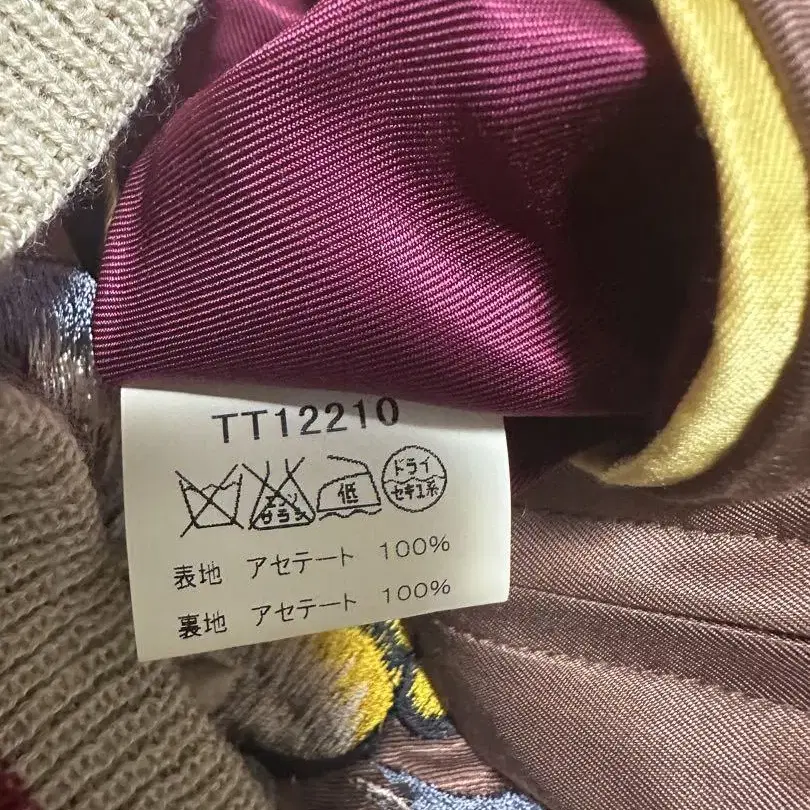 TT12210
エンソ
サラシ
低
ドライ
セキユ系
表地 アセテート 100%
裏地 アセテート 100%